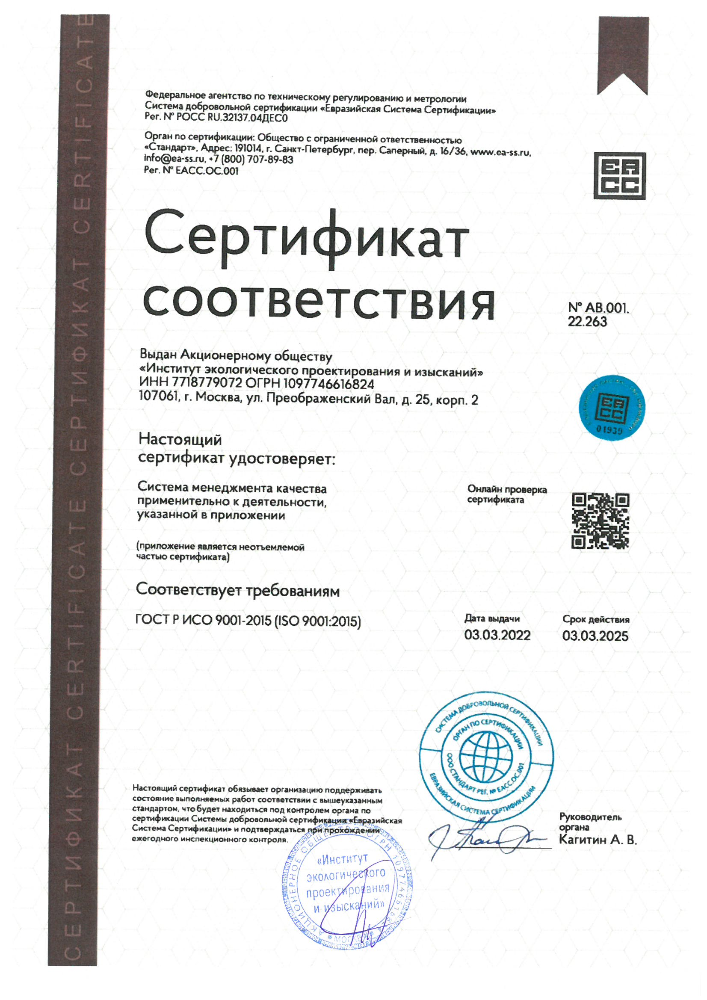 СЕРТИФИКАТ CERTIFICATE СЕРТИФИКАТ CERTIFICATE
Федеральное агентство по техническому регулированию и метрологии
Система добровольной сертификации «Евразийская Система Сертификации»
Рег. № РОСС RU.32137.04ДЕС0
Орган по сертификации: Общество с ограниченной ответственностью
«Стандарт», Адрес: 191014, г. Санкт-Петербург, пер. Саперный, д. 16/36, www.ea-ss.ru,
info@ea-ss.ru, +7 (800) 707-89-83
Рег. № ЕАСС.ОС.001
ЕА
СС
Сертификат
соответствия
№ АВ.001.
22.263
Выдан Акционерному обществу
«Институт экологического проектирования и изысканий»
ИНН 7718779072 ОГРН 1097746616824
107061, г. Москва, ул. Преображенский Вал, д. 25, корп. 2
ЕА
СС
01939
Настоящий
сертификат удостоверяет:
Система менеджмента качества
применительно к деятельности,
указанной в приложении
Онлайн проверка
сертификата
(приложение является неотъемлемой
частью сертификата)
Соответствует требованиям
ГОСТ Р ИСО 9001-2015 (ISO 9001:2015)
Дата выдачи
03.03.2022
Срок действия
03.03.2025
СИСТЕМА ДОБРОВОЛЬНОЙ СЕРТИФИКАЦИИ
ОРГАН ПО СЕРТИФИКАЦИИ
ООО СТАНДАРТ РЕГ. № ЕАСС.ОС.001
ЕВРАЗИЙСКАЯ СИСТЕМА СЕРТИФИКАЦИИ
Настоящий сертификат обязывает организацию поддерживать
состояние выполняемых работ соответствии с вышеуказанным
стандартом, что будет находиться под контролем органа по
сертификации Системы добровольной сертификации «Евразийская
Система Сертификации» и подтверждаться при прохождении
ежегодного инспекционного контроля.
Руководитель
органа
Кагитин А. В.
АКЦИОНЕРНОЕ ОБЩЕСТВО * ОГРН 1097746616824
«Институт
экологического
проектирования
и изысканий»
* МОСКВА *